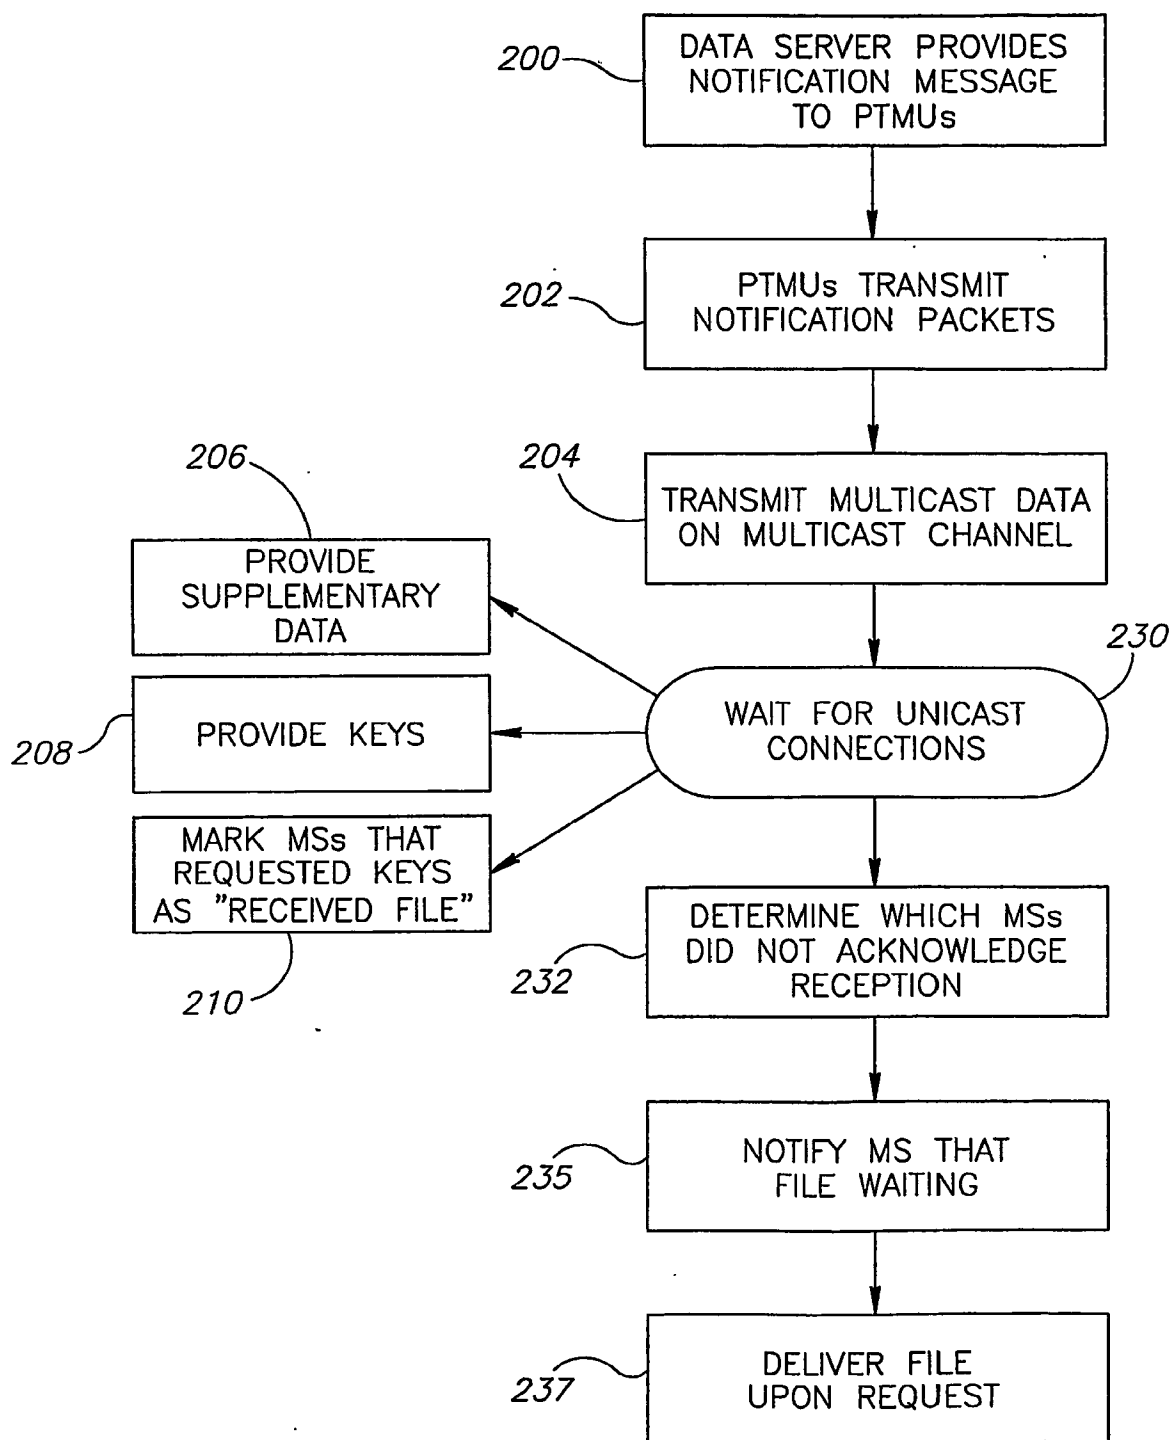 200
DATA SERVER PROVIDES
NOTIFICATION MESSAGE
TO PTMUs
202
PTMUs TRANSMIT
NOTIFICATION PACKETS
206
204
TRANSMIT MULTICAST DATA
ON MULTICAST CHANNEL
PROVIDE
SUPPLEMENTARY
DATA
230
WAIT FOR UNICAST
CONNECTIONS
208
PROVIDE KEYS
MARK MSs THAT
REQUESTED KEYS
AS "RECEIVED FILE"
210
232
DETERMINE WHICH MSs
DID NOT ACKNOWLEDGE
RECEPTION
235
NOTIFY MS THAT
FILE WAITING
237
DELIVER FILE
UPON REQUEST